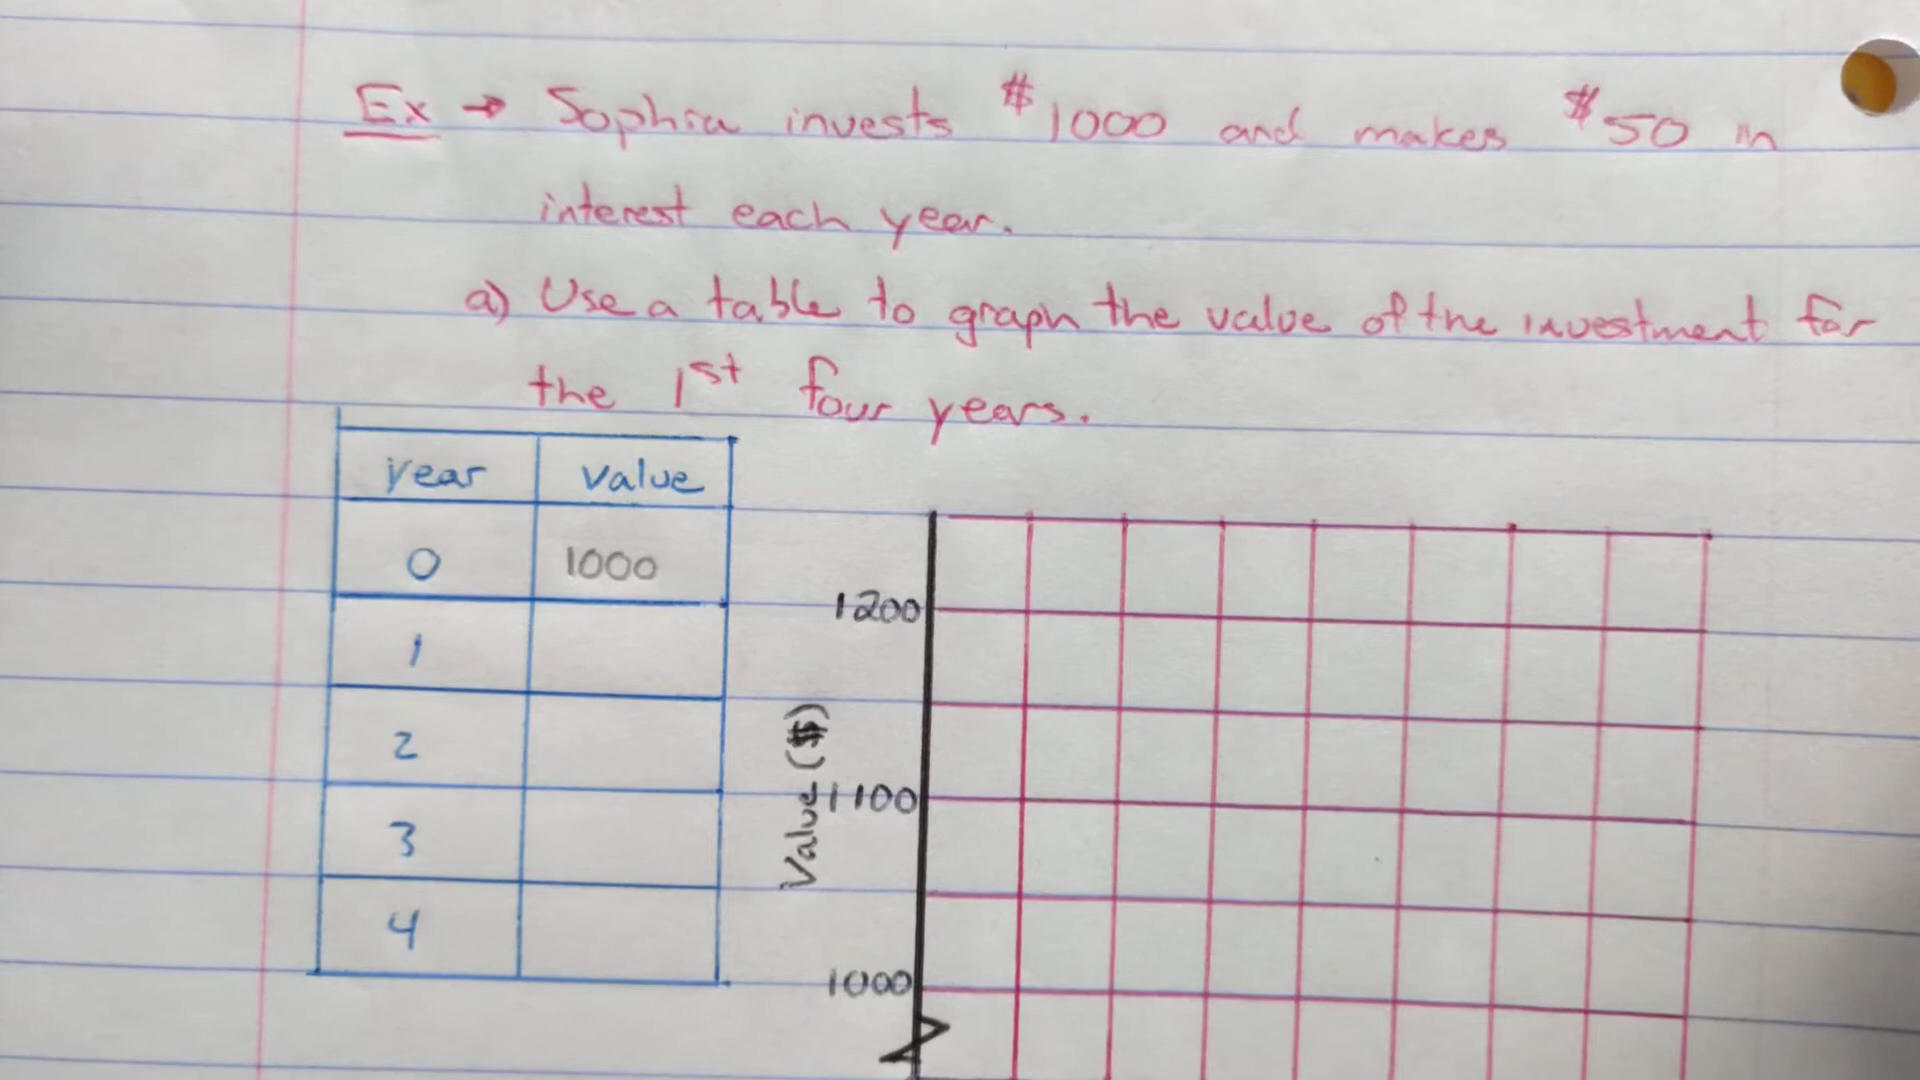 Ex → Sophia invests $1000 and makes $50 in
interest each year.
a) Use a table to graph the value of the investment for
the 1st four years.
year value
0 1000
1
2
3
4
Value ($)
1200
1100
1000